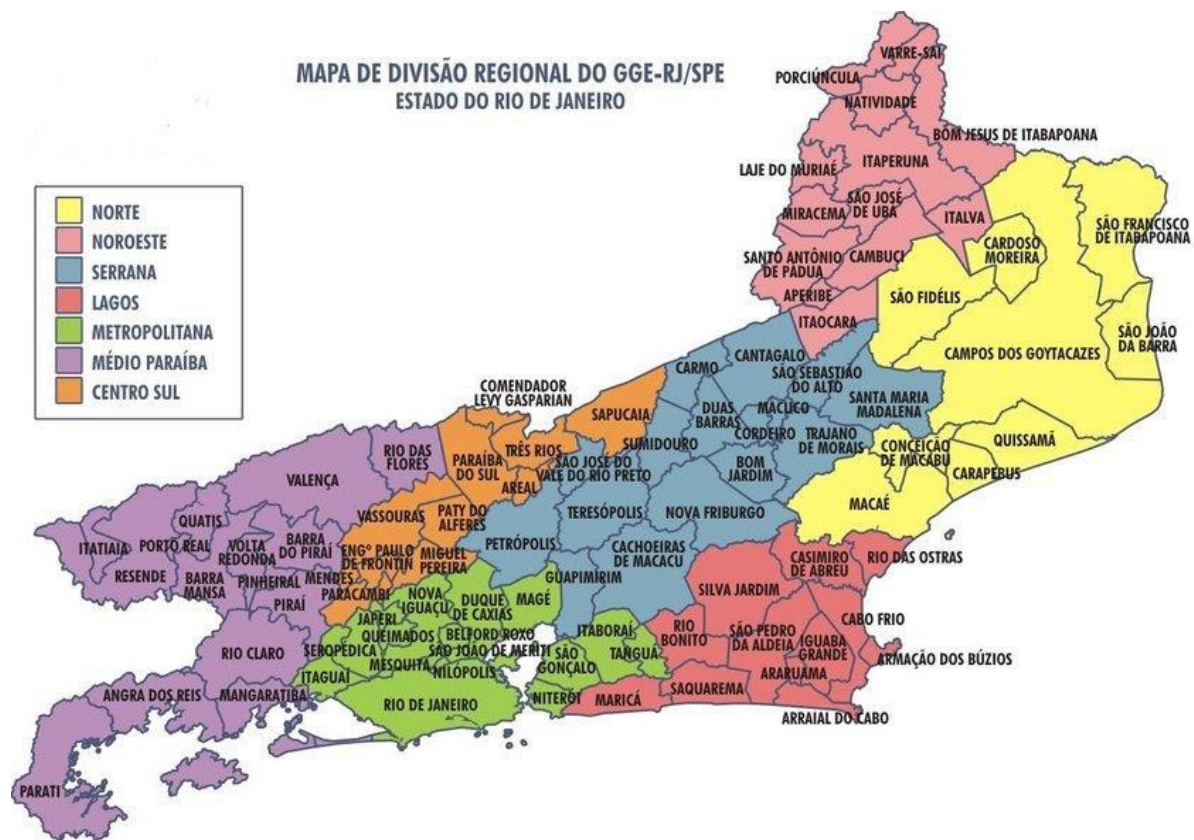 MAPA DE DIVISÃO REGIONAL DO GGE-RJ/SPE
ESTADO DO RIO DE JANEIRO
NORTE
NOROESTE
SERRANA
LAGOS
METROPOLITANA
MÉDIO PARAÍBA
CENTRO SUL
VARRE-SAI
PORCIÚNCULA
NATIVIDADE
BOM JESUS DE ITABAPOANA
ITAPERUNA
LAJE DO MURIAÉ
SÃO JOSÉ
DE UBÁ
MIRACEMA
ITALVA
SÃO FRANCISCO
DE ITABAPOANA
CARDOSO
MOREIRA
SANTO ANTÔNIO
DE PÁDUA
CAMBUCI
APERIBE
SÃO FIDÉLIS
ITAOCARA
SÃO JOÃO
DA BARRA
CAMPOS DOS GOYTACAZES
CANTAGALO
CARMO
SÃO SEBASTIÃO
DO ALTO
COMENDADOR
LEVY GASPARIAN
SAPUCAIA
DUAS
BARRAS
MACUCO
CORDEIRO
SANTA MARIA
MADALENA
TRAJANO
DE MORAIS
SUMIDOURO
CONCEIÇÃO
DE MACABU
QUISSAMÃ
CARAPEBUS
RIO DAS
FLORES
PARAÍBA
DO SUL
TRÊS RIOS
SÃO JOSÉ DO
VALE DO RIO PRETO
BOM
JARDIM
VALENÇA
AREAL
MACAÉ
VASSOURAS
PATY DO
ALFERES
TERESÓPOLIS
NOVA FRIBURGO
QUATIS
ITATIAIA
PORTO REAL
VOLTA
REDONDA
BARRA
DO PIRAÍ
ENGº PAULO
DE FRONTIN
MIGUEL
PEREIRA
PETRÓPOLIS
CACHOEIRAS
DE MACACU
CASIMIRO
DE ABREU
RIO DAS OSTRAS
RESENDE
BARRA
MANSA
PINHEIRAL
MENDES
PARACAMBI
GUAPIMIRIM
SILVA JARDIM
PIRAÍ
NOVA
IGUAÇU
DUQUE
DE CAXIAS
MAGÉ
JAPERI
QUEIMADOS
BELFORD ROXO
ITABORAÍ
RIO
BONITO
SÃO PEDRO
DA ALDEIA
CABO FRIO
IGUABA
GRANDE
ARMAÇÃO DOS BÚZIOS
RIO CLARO
SEROPÉDICA
SÃO JOÃO DE MERITI
MESQUITA
NILÓPOLIS
SÃO
GONÇALO
TANGUÁ
ARARUAMA
ITAGUAÍ
ANGRA DOS REIS
MANGARATIBA
RIO DE JANEIRO
NITERÓI
MARICÁ
SAQUAREMA
ARRAIAL DO CABO
PARATI